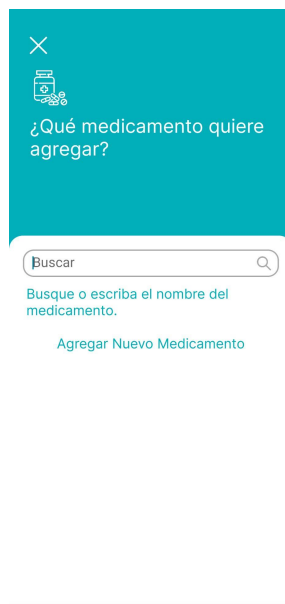 ¿Qué medicamento quiere
agregar?
Buscar
Busque o escriba el nombre del
medicamento.
Agregar Nuevo Medicamento